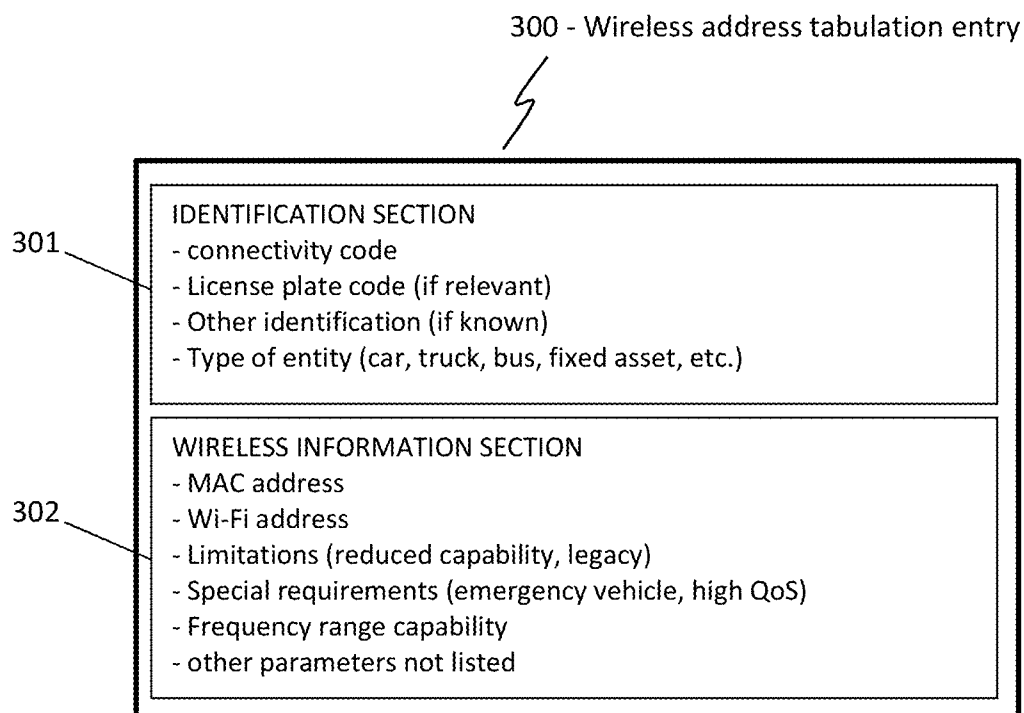 300 - Wireless address tabulation entry
IDENTIFICATION SECTION
301
- connectivity code
- License plate code (if relevant)
- Other identification (if known)
- Type of entity (car, truck, bus, fixed asset, etc.)
WIRELESS INFORMATION SECTION
- MAC address
302
- Wi-Fi address
- Limitations (reduced capability, legacy)
- Special requirements (emergency vehicle, high QoS)
- Frequency range capability
- other parameters not listed